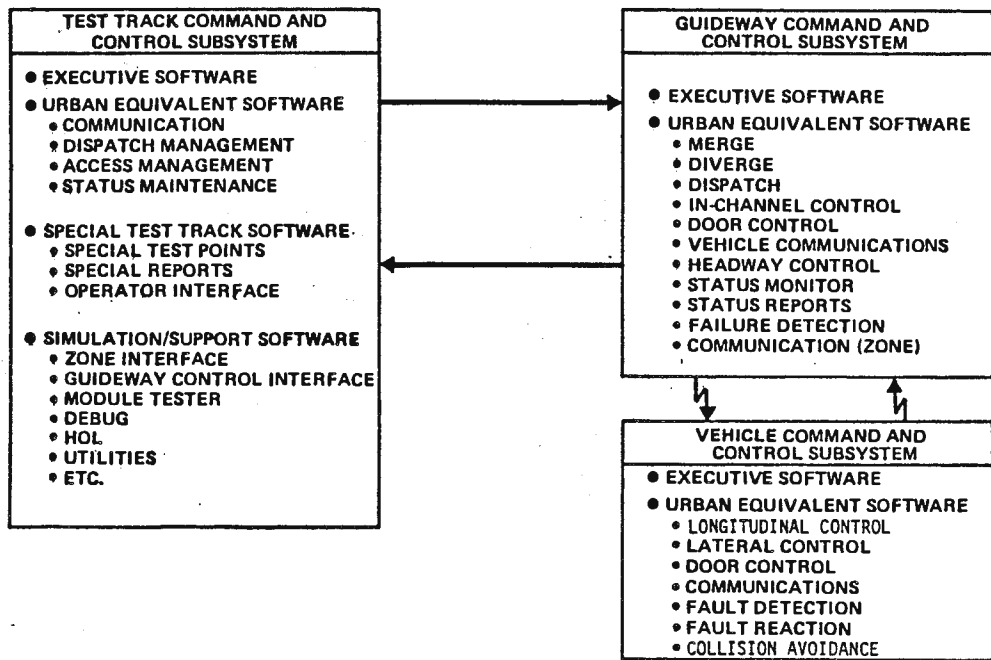 TEST TRACK COMMAND AND
CONTROL SUBSYSTEM
● EXECUTIVE SOFTWARE
● URBAN EQUIVALENT SOFTWARE
• COMMUNICATION
• DISPATCH MANAGEMENT
• ACCESS MANAGEMENT
• STATUS MAINTENANCE
● SPECIAL TEST TRACK SOFTWARE
• SPECIAL TEST POINTS
• SPECIAL REPORTS
• OPERATOR INTERFACE
● SIMULATION/SUPPORT SOFTWARE
• ZONE INTERFACE
• GUIDEWAY CONTROL INTERFACE
• MODULE TESTER
• DEBUG
• HOL
• UTILITIES
• ETC.
GUIDEWAY COMMAND AND
CONTROL SUBSYSTEM
● EXECUTIVE SOFTWARE
● URBAN EQUIVALENT SOFTWARE
• MERGE
• DIVERGE
• DISPATCH
• IN-CHANNEL CONTROL
• DOOR CONTROL
• VEHICLE COMMUNICATIONS
• HEADWAY CONTROL
• STATUS MONITOR
• STATUS REPORTS
• FAILURE DETECTION
• COMMUNICATION (ZONE)
VEHICLE COMMAND AND
CONTROL SUBSYSTEM
● EXECUTIVE SOFTWARE
● URBAN EQUIVALENT SOFTWARE
• LONGITUDINAL CONTROL
• LATERAL CONTROL
• DOOR CONTROL
• COMMUNICATIONS
• FAULT DETECTION
• FAULT REACTION
• COLLISION AVOIDANCE